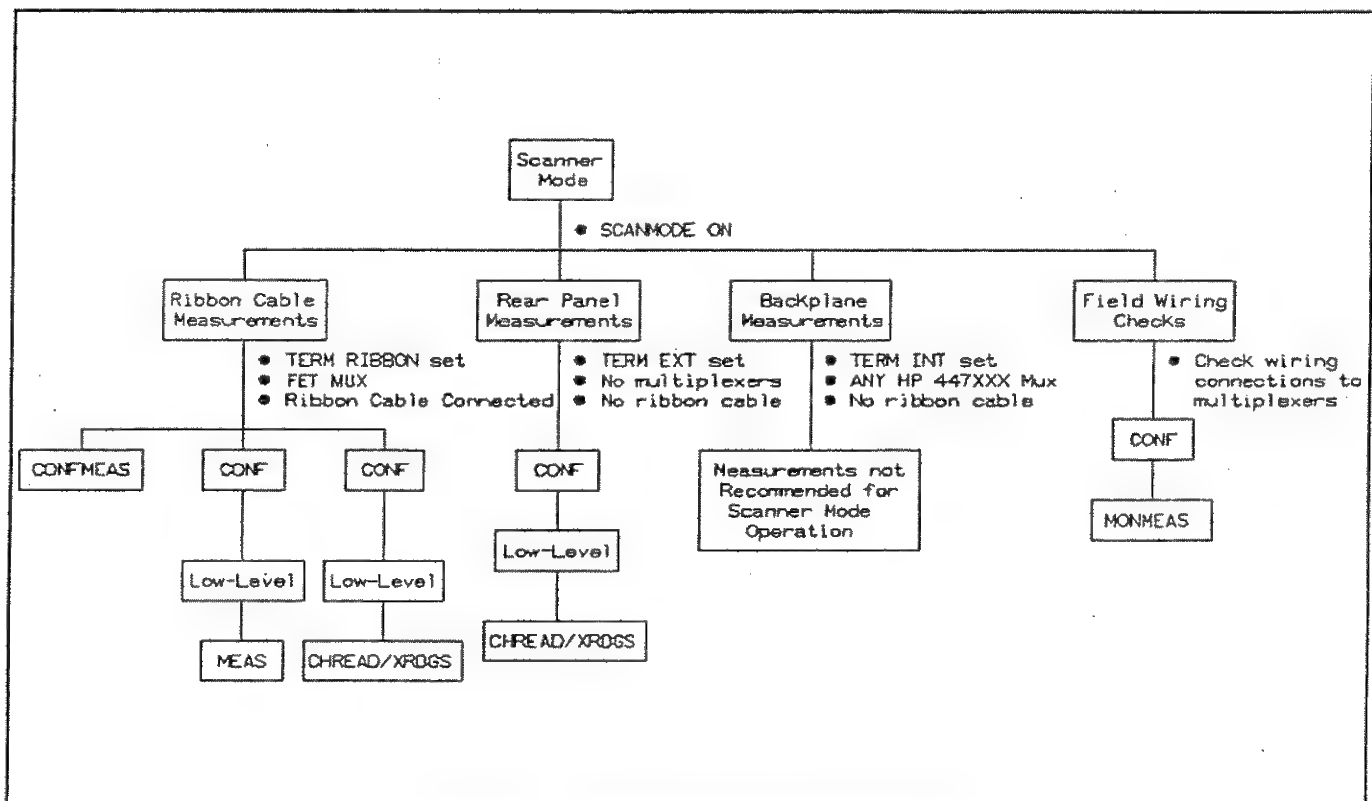 Scanner
Mode
● SCANMODE ON
Ribbon Cable
Measurements
Rear Panel
Measurements
Backplane
Measurements
Field Wiring
Checks
● TERM RIBBON set
● FET MUX
● Ribbon Cable Connected
● TERM EXT set
● No multiplexers
● No ribbon cable
● TERM INT set
● ANY HP 447XXX Mux
● No ribbon cable
● Check wiring
connections to
multiplexers
CONFMEAS
CONF
CONF
CONF
Measurements not
Recommended for
Scanner Mode
Operation
CONF
MONMEAS
Low-Level
Low-Level
Low-Level
MEAS
CHREAD/XRDGS
CHREAD/XRDGS